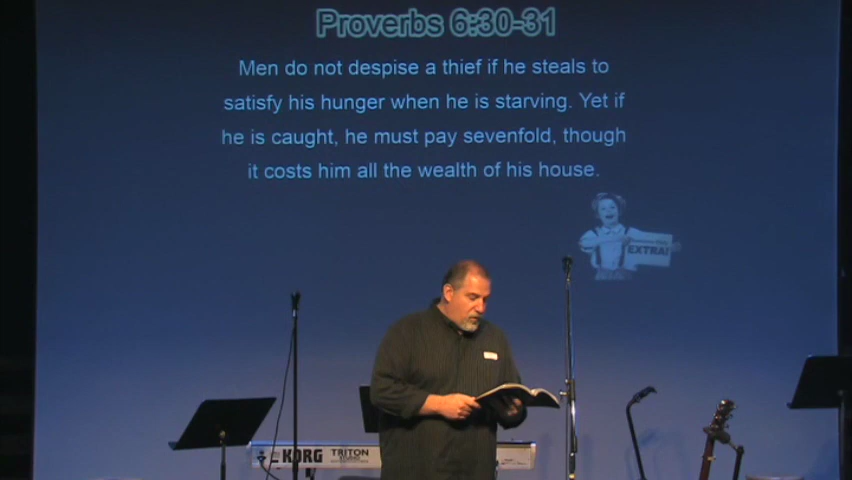 Proverbs 6:30-31
Men do not despise a thief if he steals to
satisfy his hunger when he is starving. Yet if
he is caught, he must pay sevenfold, though
it costs him all the wealth of his house.
EXTRA!
KORG TRITON